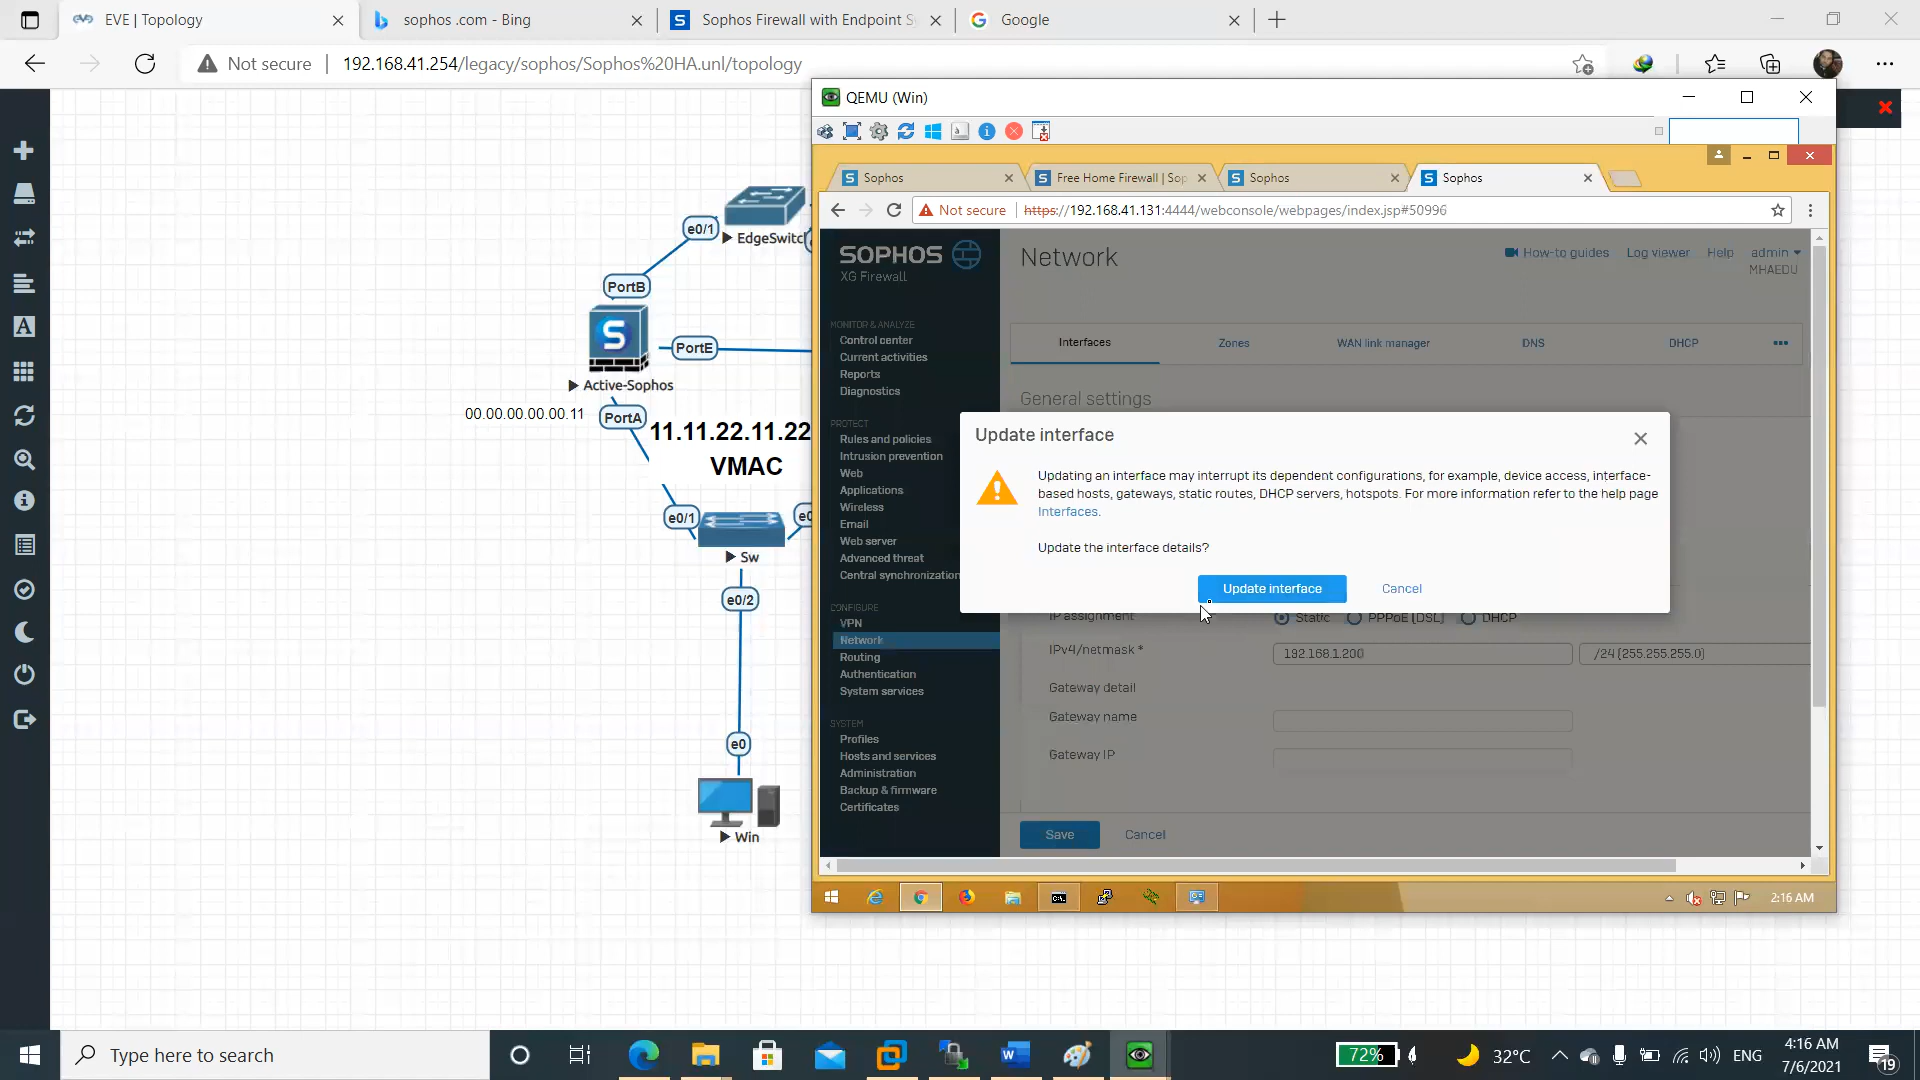 EVE | Topology
sophos .com - Bing
Sophos Firewall with Endpoint S
Google
Not secure
192.168.41.254/legacy/sophos/Sophos%20HA.unl/topology
QEMU (Win)
Sophos
Free Home Firewall | Sop
Sophos
Sophos
Not secure
https://192.168.41.131:4444/webconsole/webpages/index.jsp#50996
SOPHOS
XG Firewall
Network
How-to guides
Log viewer
Help
admin
MHAEDU
MONITOR & ANALYZE
Control center
Current activities
Reports
Diagnostics
PROTECT
Rules and policies
Intrusion prevention
Web
Applications
Wireless
Email
Web server
Advanced threat
Central synchronization
CONFIGURE
VPN
Network
Routing
Authentication
System services
SYSTEM
Profiles
Hosts and services
Administration
Backup & firmware
Certificates
Interfaces
Zones
WAN link manager
DNS
DHCP
General settings
Update interface
Updating an interface may interrupt its dependent configurations, for example, device access, interface-
based hosts, gateways, static routes, DHCP servers, hotspots. For more information refer to the help page
Interfaces.
Update the interface details?
Update interface
Cancel
IP assignment
Static
PPPoE (DSL)
DHCP
IPv4/netmask *
192.168.1.200
/24 (255.255.255.0)
Gateway detail
Gateway name
Gateway IP
Save
Cancel
2:16 AM
e0/1
EdgeSwitc
PortB
PortE
Active-Sophos
00.00.00.00.00.11
PortA
11.11.22.11.22
VMAC
e0/1
Sw
e0/2
e0
Win
Type here to search
72%
32°C
ENG
4:16 AM
7/6/2021
19